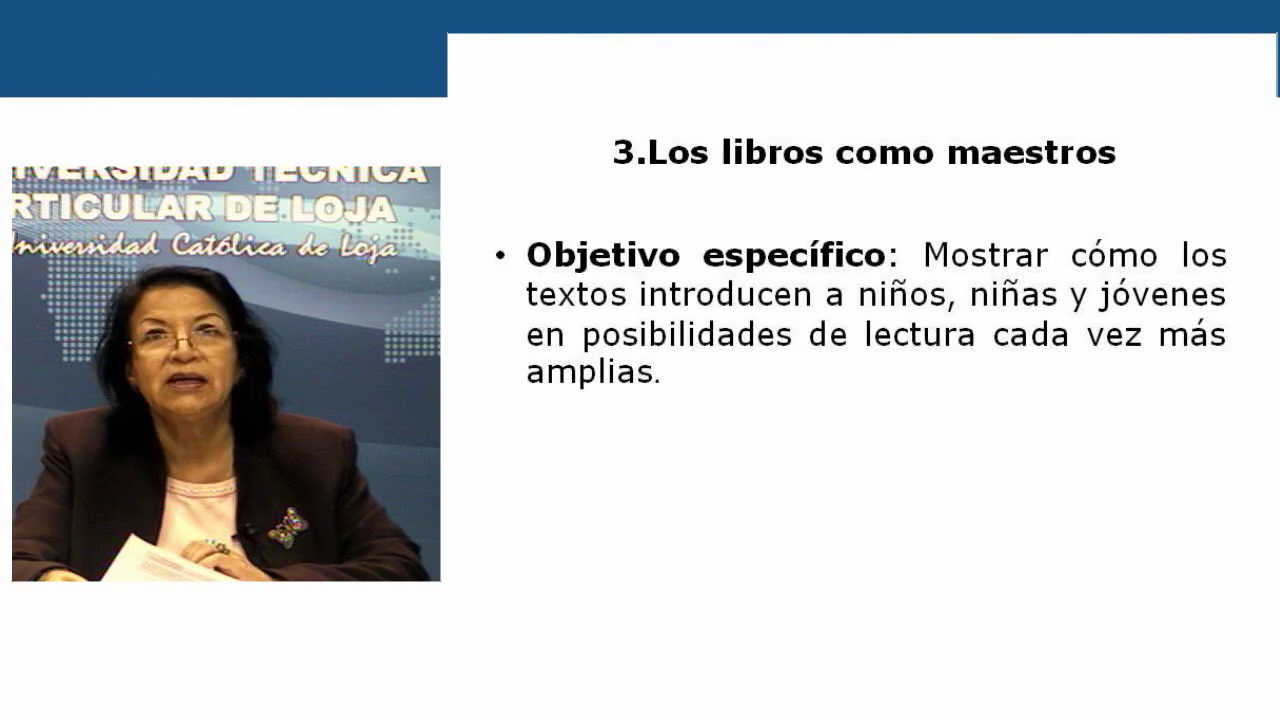 3.Los libros como maestros
• Objetivo específico: Mostrar cómo los
textos introducen a niños, niñas y jóvenes
en posibilidades de lectura cada vez más
amplias.
IVERSIDAD TECNICA
RTICULAR DE LOJA
Universidad Católica de Loja